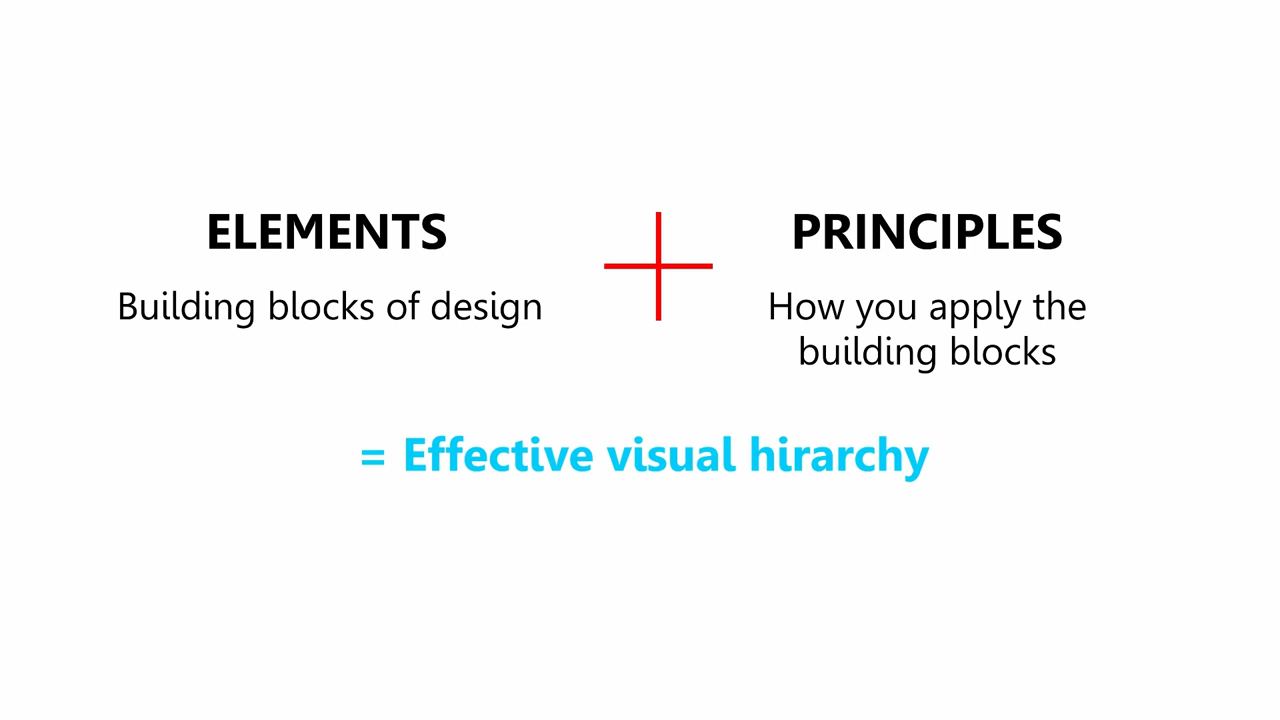 ELEMENTS
Building blocks of design
PRINCIPLES
How you apply the
building blocks
= Effective visual hirarchy